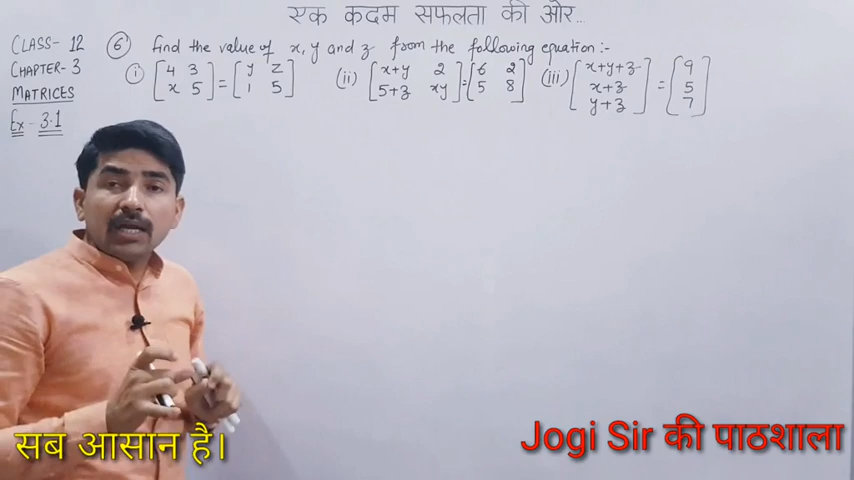 एक कदम सफलता की ओर...
CLASS- 12
CHAPTER-3
MATRICES
Ex - 3.1
6 Find the value of x, y and z from the following equation :-
(i) [4 3 = [y z
x 5] 1 5]
(ii) [x+y 2 = [6 2
5+z xy] 5 8]
(iii) [x+y+z = [9
x+z 5
y+z] 7]
सब आसान है।
Jogi Sir की पाठशाला